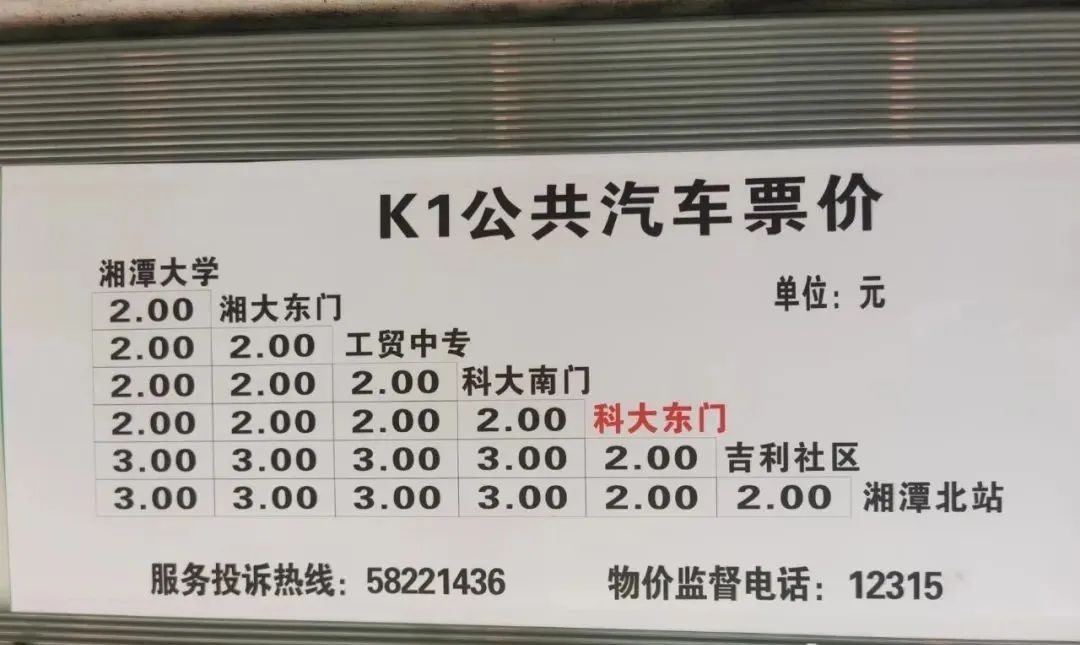 K1公共汽车票价
湘潭大学
单位：元
2.00 湘大东门
2.00 2.00 工贸中专
2.00 2.00 2.00 科大南门
2.00 2.00 2.00 2.00 科大东门
3.00 3.00 3.00 3.00 2.00 吉利社区
3.00 3.00 3.00 3.00 2.00 2.00 湘潭北站
服务投诉热线：58221436 物价监督电话：12315